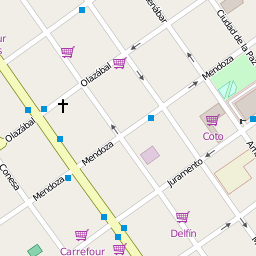 Ciudad de la Paz
Olazábal
Mendoza
Olazábal
Coto
Mendoza
Juramento
Conesa
Mendoza
Delfín
Carrefour